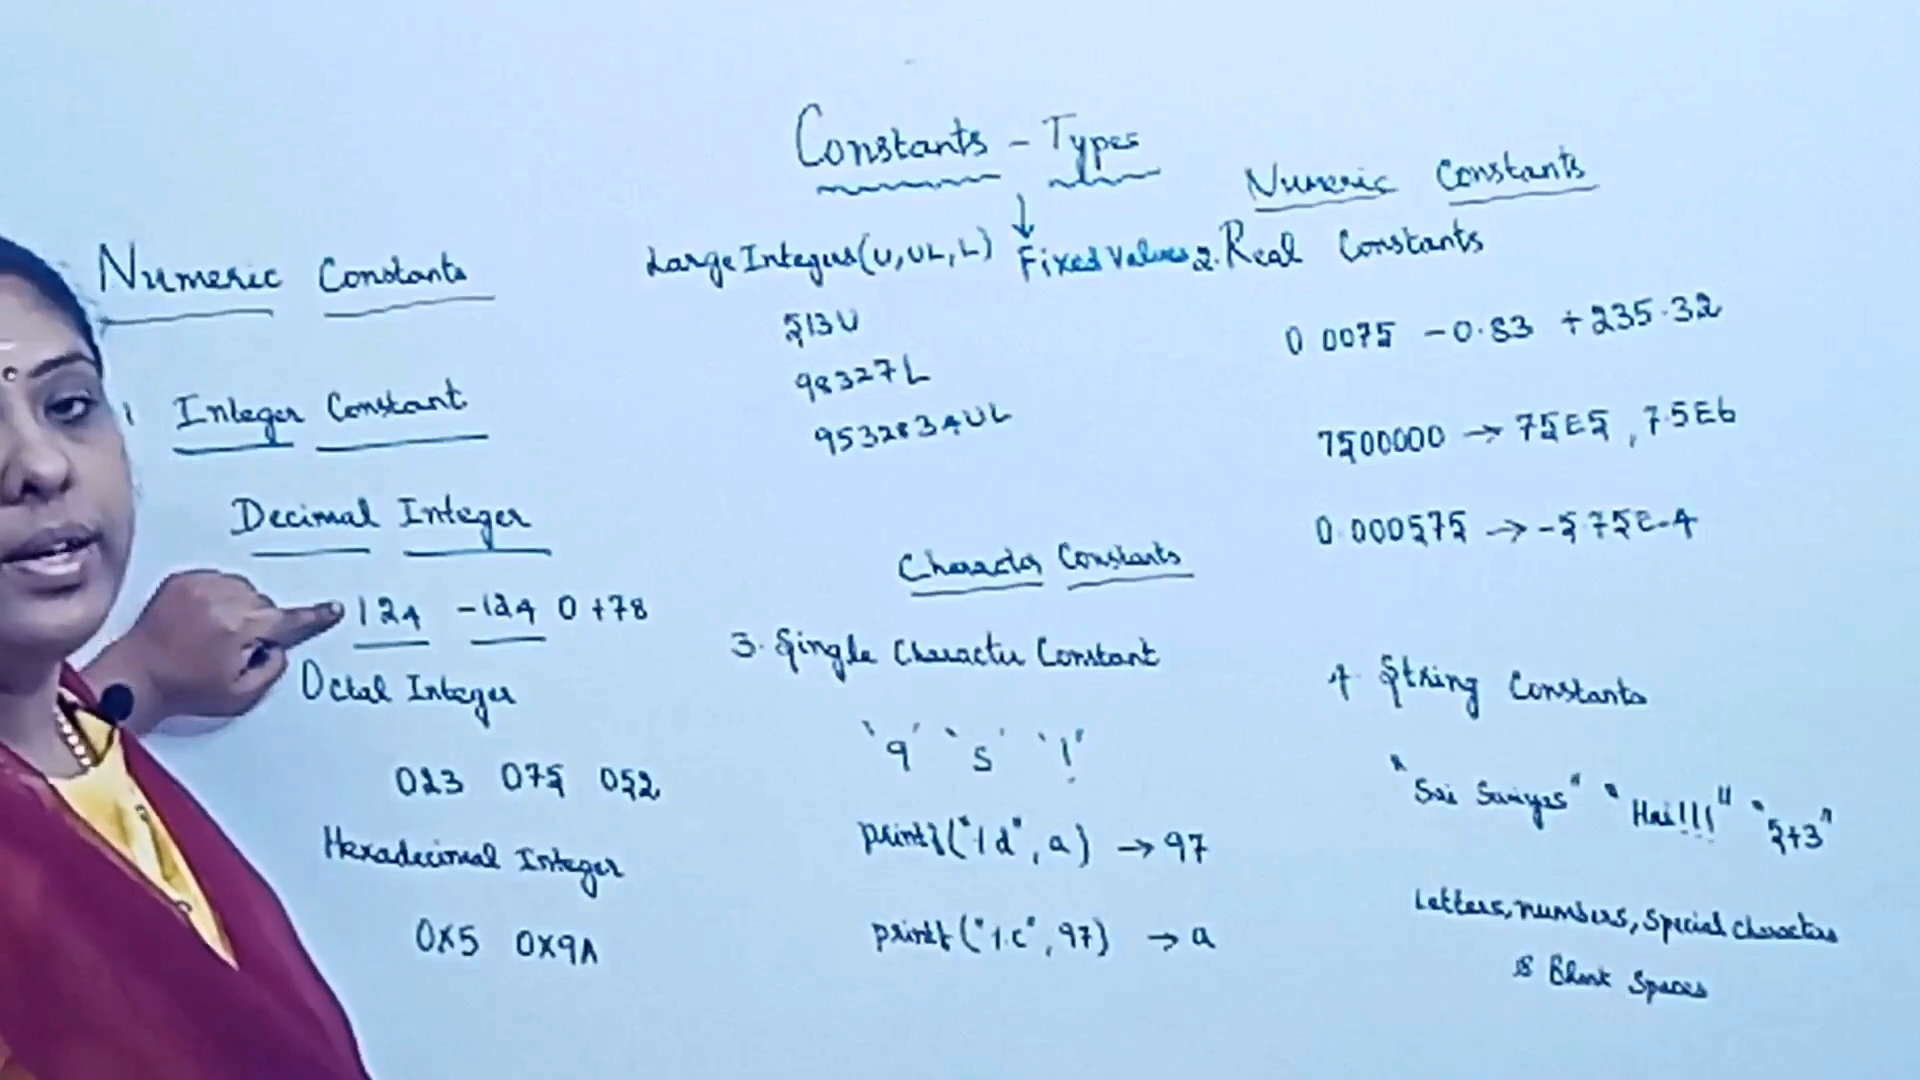 Constants - Types
Numeric Constants
1 Integer Constant
Decimal Integer
124 -124 0 +78
Octal Integer
023 075 052
Hexadecimal Integer
0X5 0X9A
Large Integers(U,UL,L) Fixed Values
513U
98327L
9532834UL
Character Constants
3. Single Character Constant
'9' 'S' '!'
printf("%d", a) → 97
printf("%c", 97) → a
Numeric Constants
2. Real Constants
0.0075 -0.83 +235.32
7500000 → 75E5, 7.5E6
0.000575 → -5.75E-4
4 String Constants
"Hai!!!" "5+3"
Letters, numbers, Special characters
& Blank Spaces